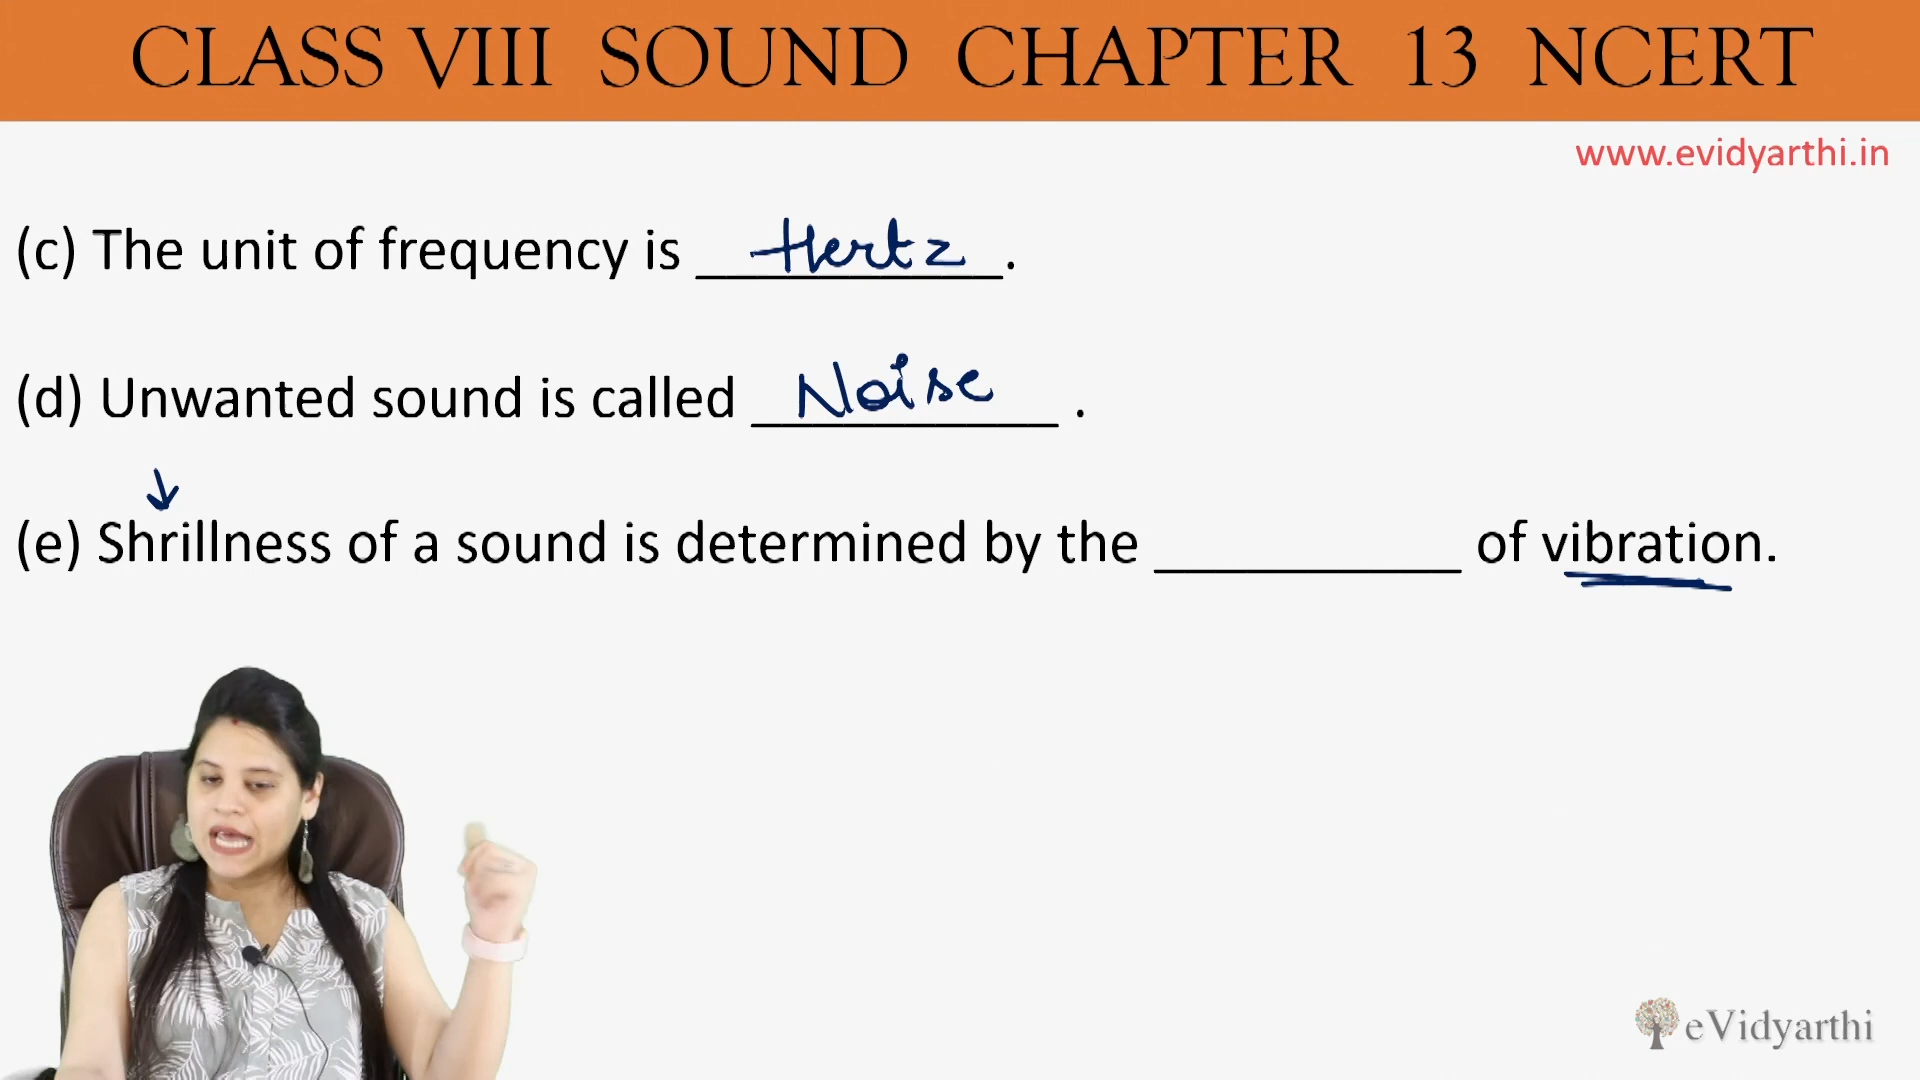 CLASS VIII SOUND CHAPTER 13 NCERT
www.evidyarthi.in
(c) The unit of frequency is Hertz.
(d) Unwanted sound is called Noise .
(e) Shrillness of a sound is determined by the __________ of vibration.
eVidyarthi